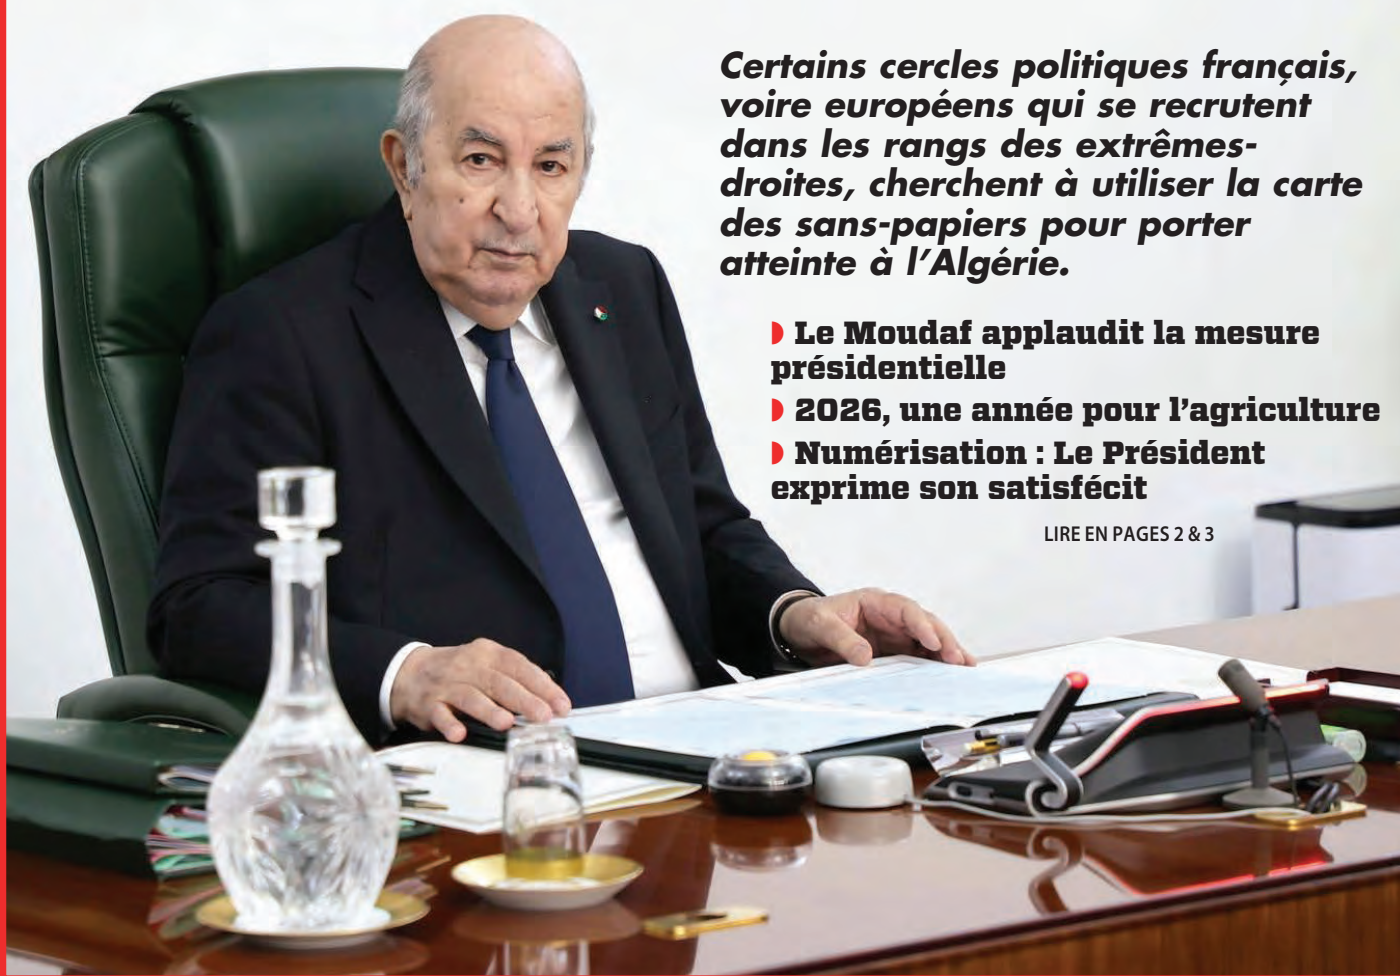 Certains cercles politiques français,
voire européens qui se recrutent
dans les rangs des extrêmes-
droites, cherchent à utiliser la carte
des sans-papiers pour porter
atteinte à l’Algérie.
Le Moudaf applaudit la mesure
présidentielle
2026, une année pour l’agriculture
Numérisation : Le Président
exprime son satisfécit
LIRE EN PAGES 2 & 3